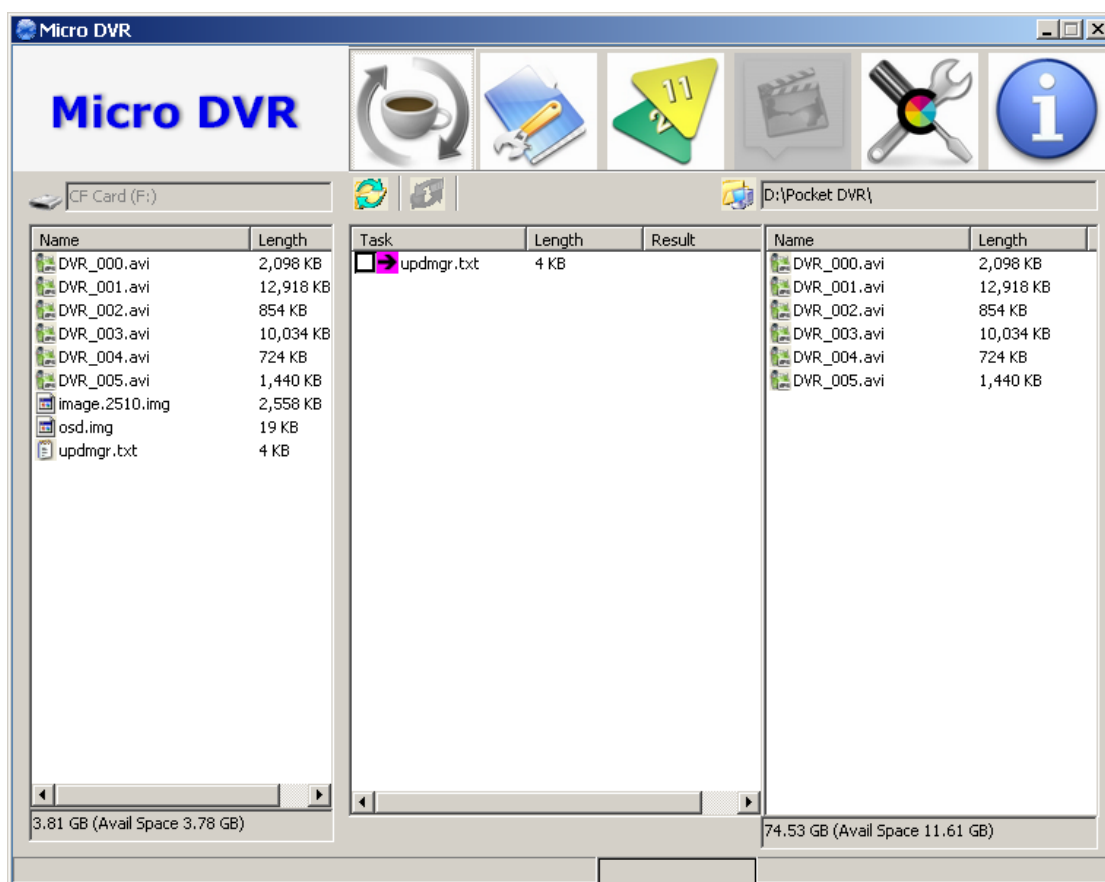 Micro DVR
Micro DVR
11
2
CF Card (F:)
D:\Pocket DVR\
Name Length
DVR_000.avi 2,098 KB
DVR_001.avi 12,918 KB
DVR_002.avi 854 KB
DVR_003.avi 10,034 KB
DVR_004.avi 724 KB
DVR_005.avi 1,440 KB
image.2510.img 2,558 KB
osd.img 19 KB
updmgr.txt 4 KB
3.81 GB (Avail Space 3.78 GB)
Task Length Result
updmgr.txt 4 KB
Name Length
DVR_000.avi 2,098 KB
DVR_001.avi 12,918 KB
DVR_002.avi 854 KB
DVR_003.avi 10,034 KB
DVR_004.avi 724 KB
DVR_005.avi 1,440 KB
74.53 GB (Avail Space 11.61 GB)